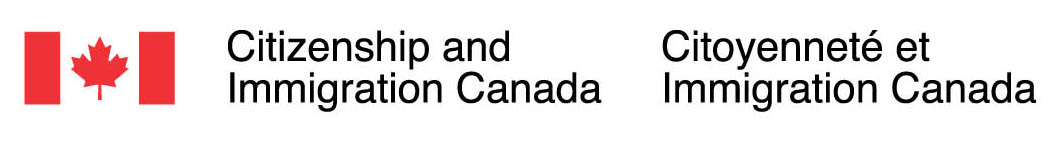 Citizenship and
Immigration Canada
Citoyenneté et
Immigration Canada